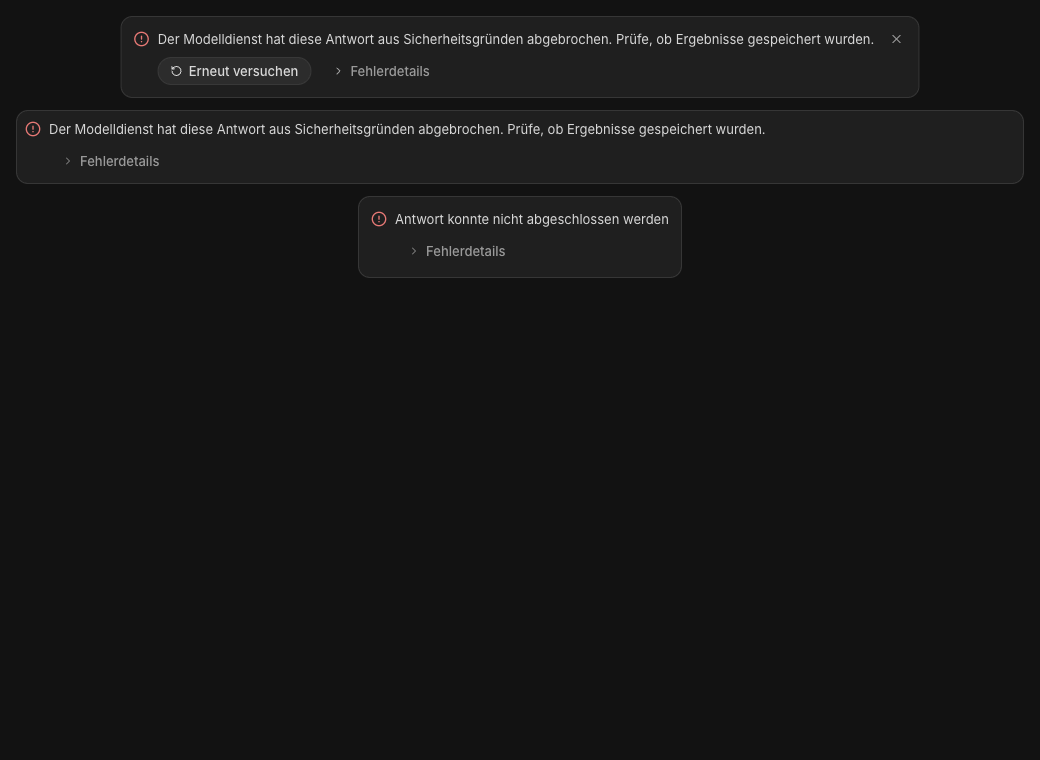 Der Modelldienst hat diese Antwort aus Sicherheitsgründen abgebrochen. Prüfe, ob Ergebnisse gespeichert wurden.
Erneut versuchen Fehlerdetails
Der Modelldienst hat diese Antwort aus Sicherheitsgründen abgebrochen. Prüfe, ob Ergebnisse gespeichert wurden.
Fehlerdetails
Antwort konnte nicht abgeschlossen werden
Fehlerdetails